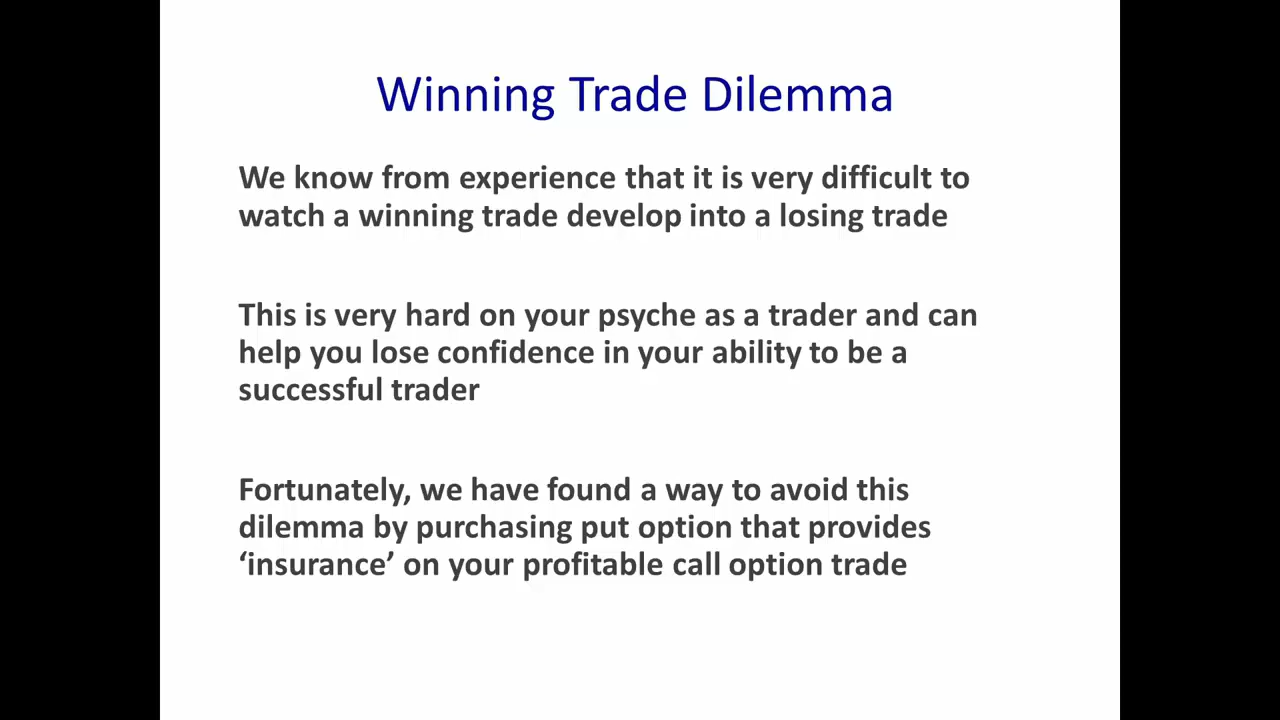 Winning Trade Dilemma
We know from experience that it is very difficult to
watch a winning trade develop into a losing trade
This is very hard on your psyche as a trader and can
help you lose confidence in your ability to be a
successful trader
Fortunately, we have found a way to avoid this
dilemma by purchasing put option that provides
‘insurance’ on your profitable call option trade